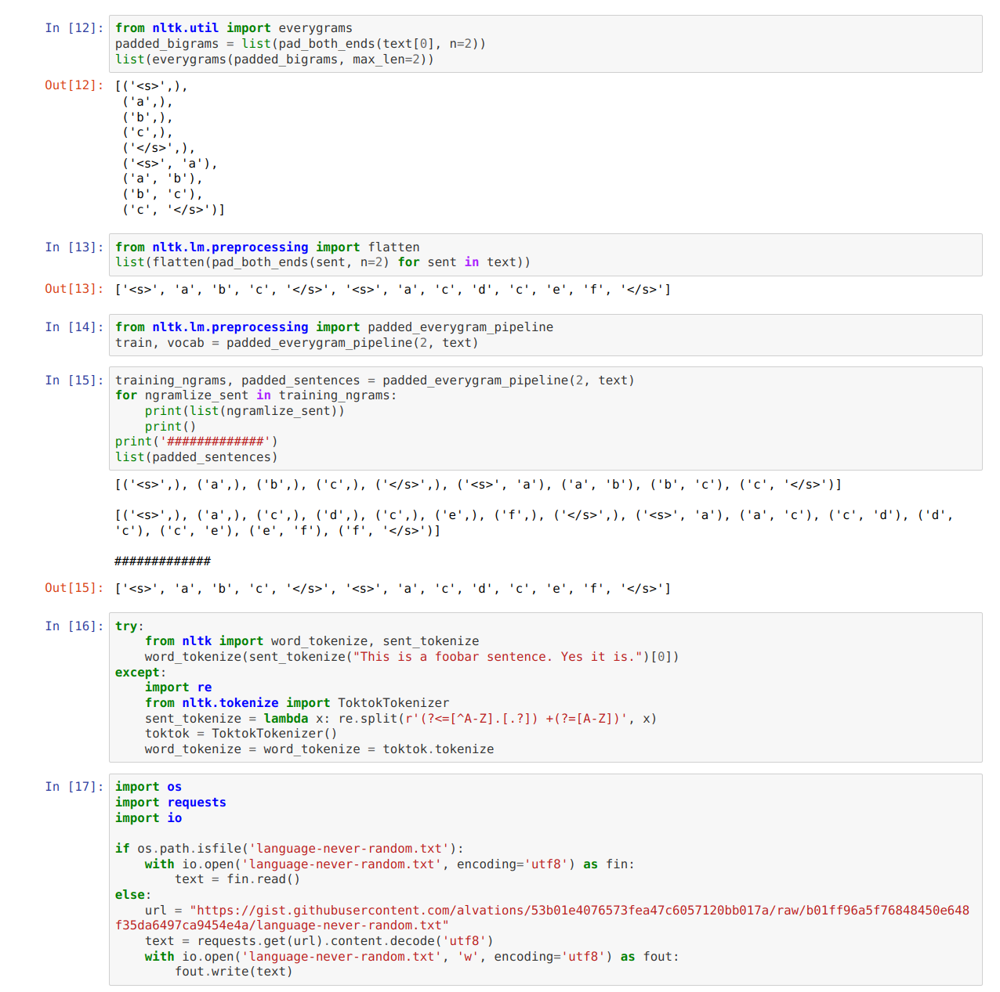 In [12]: from nltk.util import everygrams
padded_bigrams = list(pad_both_ends(text[0], n=2))
list(everygrams(padded_bigrams, max_len=2))
Out[12]: [('<s>',),
 ('a',),
 ('b',),
 ('c',),
 ('</s>',),
 ('<s>', 'a'),
 ('a', 'b'),
 ('b', 'c'),
 ('c', '</s>')]
In [13]: from nltk.lm.preprocessing import flatten
list(flatten(pad_both_ends(sent, n=2) for sent in text))
Out[13]: ['<s>', 'a', 'b', 'c', '</s>', '<s>', 'a', 'c', 'd', 'c', 'e', 'f', '</s>']
In [14]: from nltk.lm.preprocessing import padded_everygram_pipeline
train, vocab = padded_everygram_pipeline(2, text)
In [15]: training_ngrams, padded_sentences = padded_everygram_pipeline(2, text)
for ngramlize_sent in training_ngrams:
    print(list(ngramlize_sent))
    print()
print('#############')
list(padded_sentences)
[('<s>',), ('a',), ('b',), ('c',), ('</s>',), ('<s>', 'a'), ('a', 'b'), ('b', 'c'), ('c', '</s>')]
[('<s>',), ('a',), ('c',), ('d',), ('c',), ('e',), ('f',), ('</s>',), ('<s>', 'a'), ('a', 'c'), ('c', 'd'), ('d',
'c'), ('c', 'e'), ('e', 'f'), ('f', '</s>')]
#############
Out[15]: ['<s>', 'a', 'b', 'c', '</s>', '<s>', 'a', 'c', 'd', 'c', 'e', 'f', '</s>']
In [16]: try:
    from nltk import word_tokenize, sent_tokenize
    word_tokenize(sent_tokenize("This is a foobar sentence. Yes it is.")[0])
except:
    import re
    from nltk.tokenize import ToktokTokenizer
    sent_tokenize = lambda x: re.split(r'(?<=[^A-Z].[.?]) +(?=[A-Z])', x)
    toktok = ToktokTokenizer()
    word_tokenize = word_tokenize = toktok.tokenize
In [17]: import os
import requests
import io
if os.path.isfile('language-never-random.txt'):
    with io.open('language-never-random.txt', encoding='utf8') as fin:
        text = fin.read()
else:
    url = "https://gist.githubusercontent.com/alvations/53b01e4076573fea47c6057120bb017a/raw/b01ff96a5f76848450e648
f35da6497ca9454e4a/language-never-random.txt"
    text = requests.get(url).content.decode('utf8')
    with io.open('language-never-random.txt', 'w', encoding='utf8') as fout:
        fout.write(text)